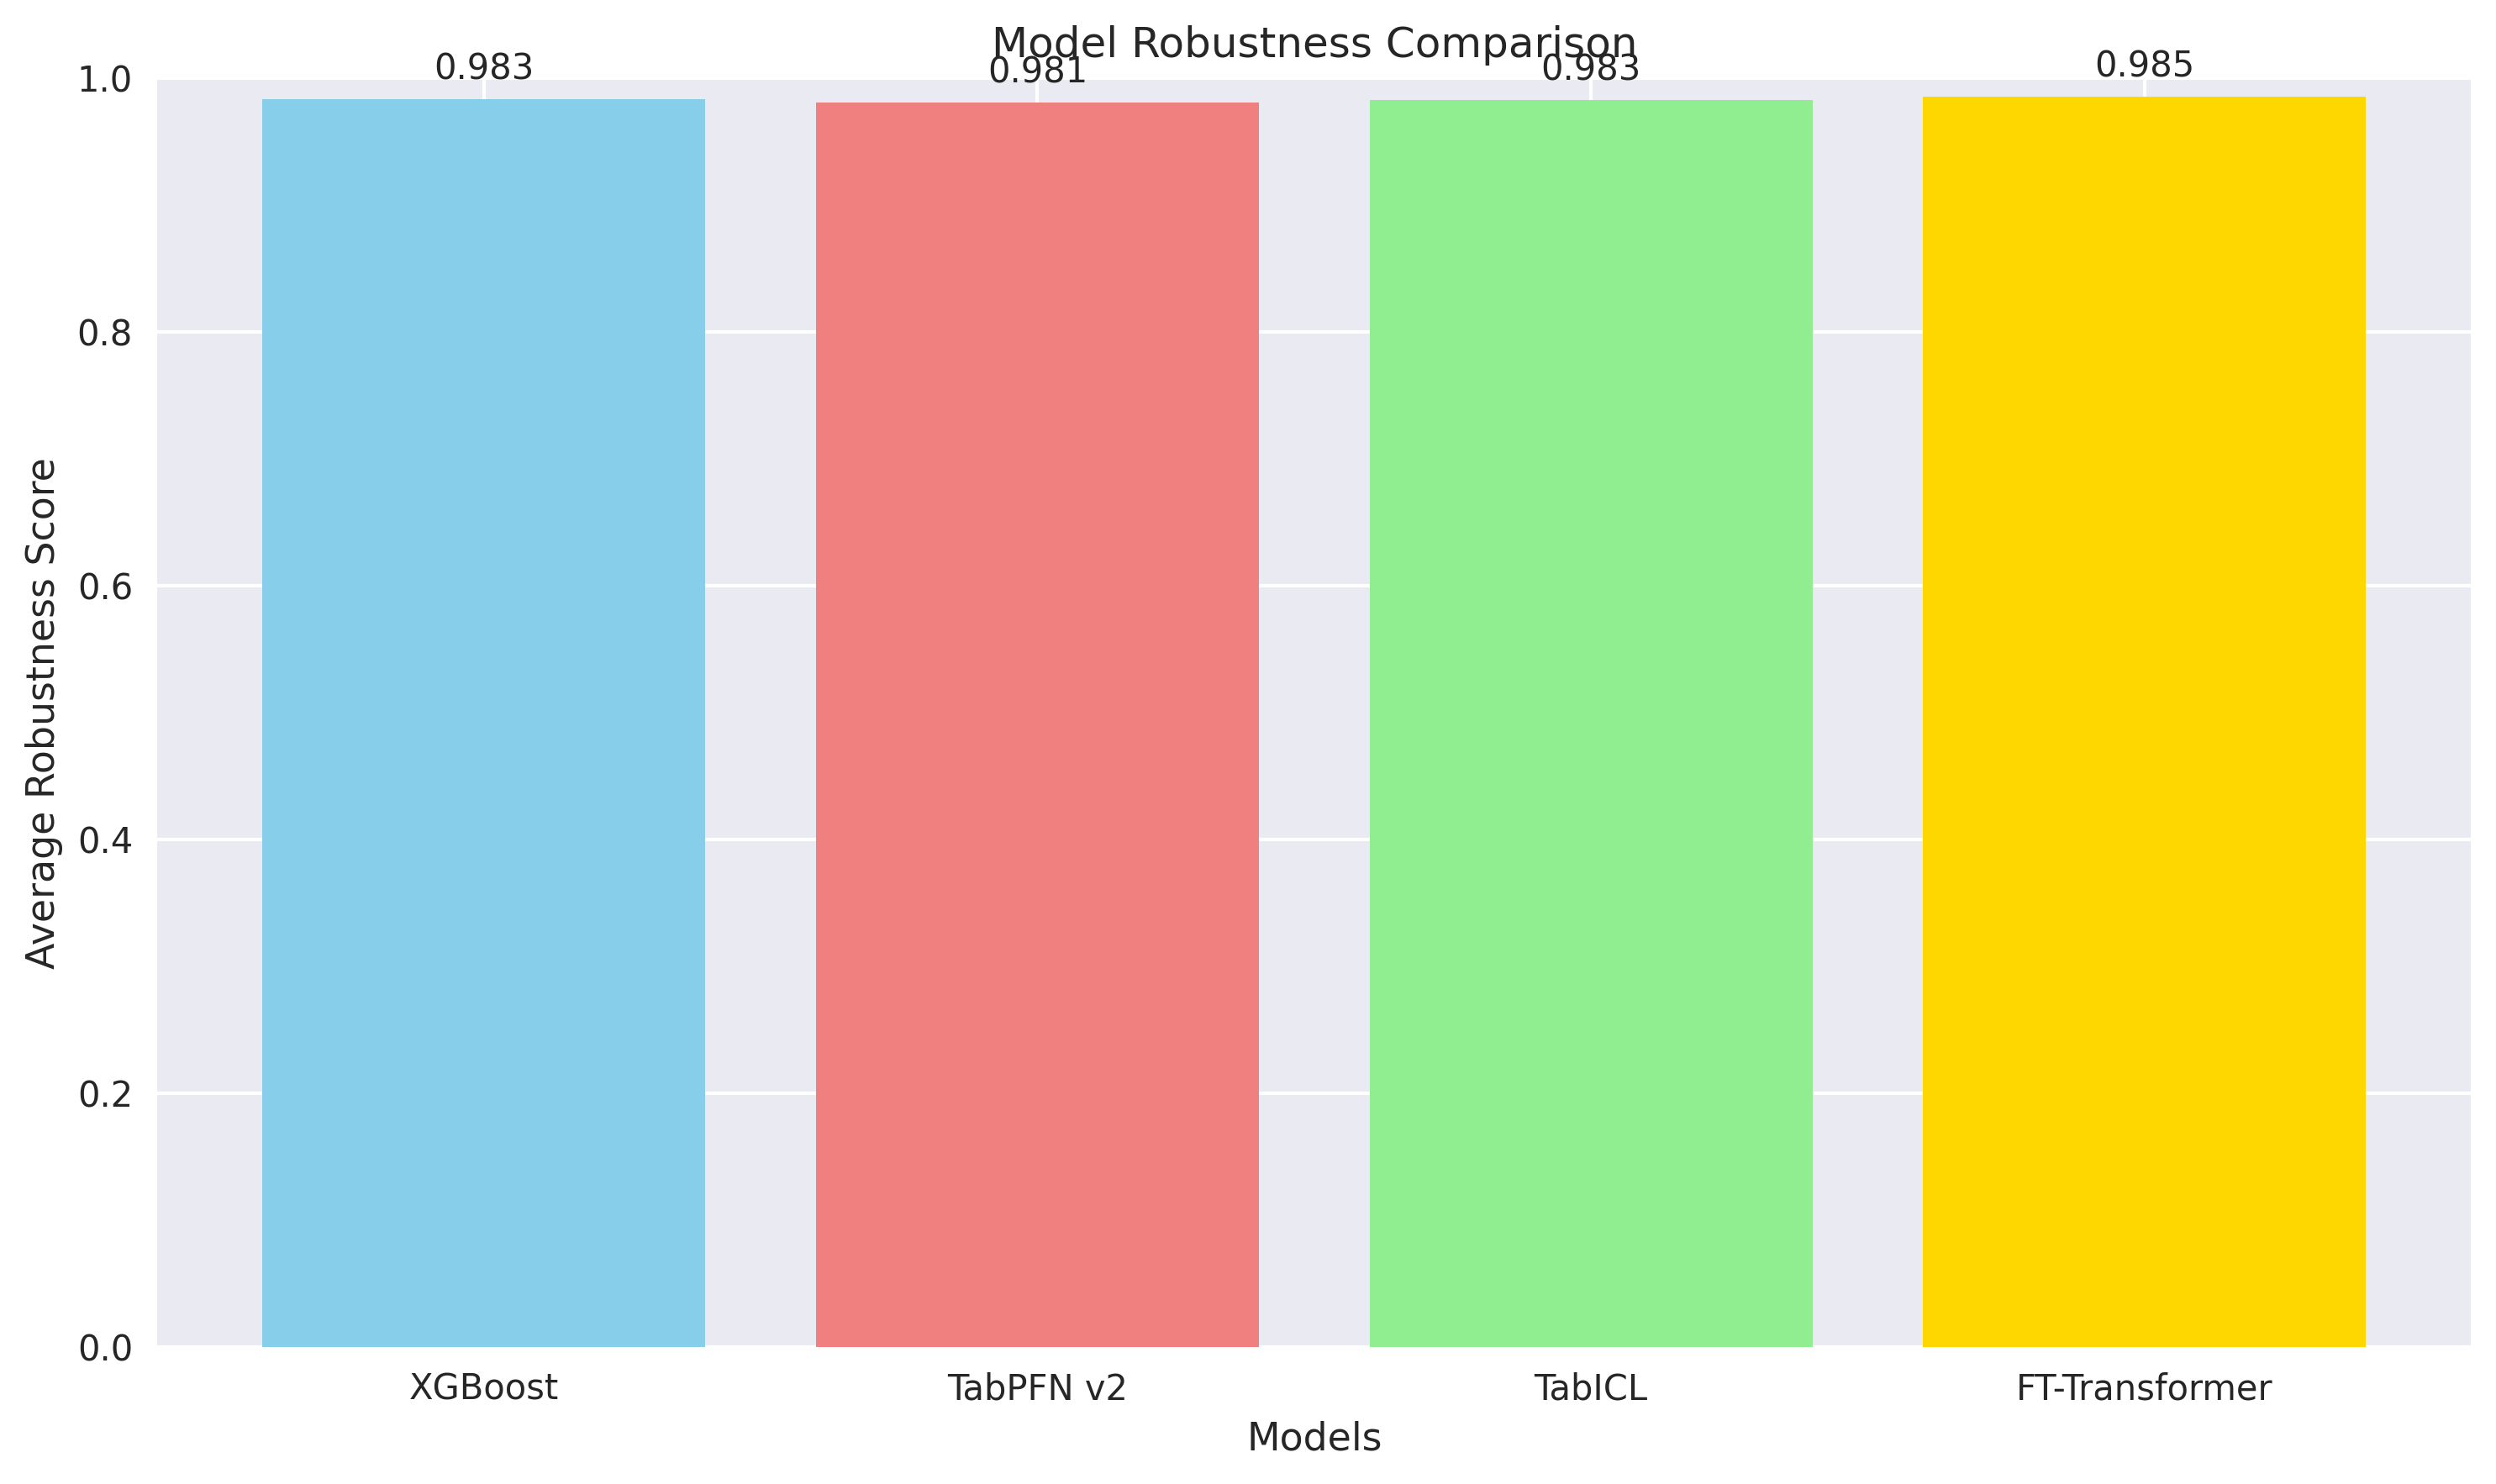 Model Robustness Comparison
0.983
0.981
0.983
0.985
1.0
0.8
0.6
0.4
0.2
0.0
Average Robustness Score
XGBoost
TabPFN v2
TabICL
FT-Transformer
Models